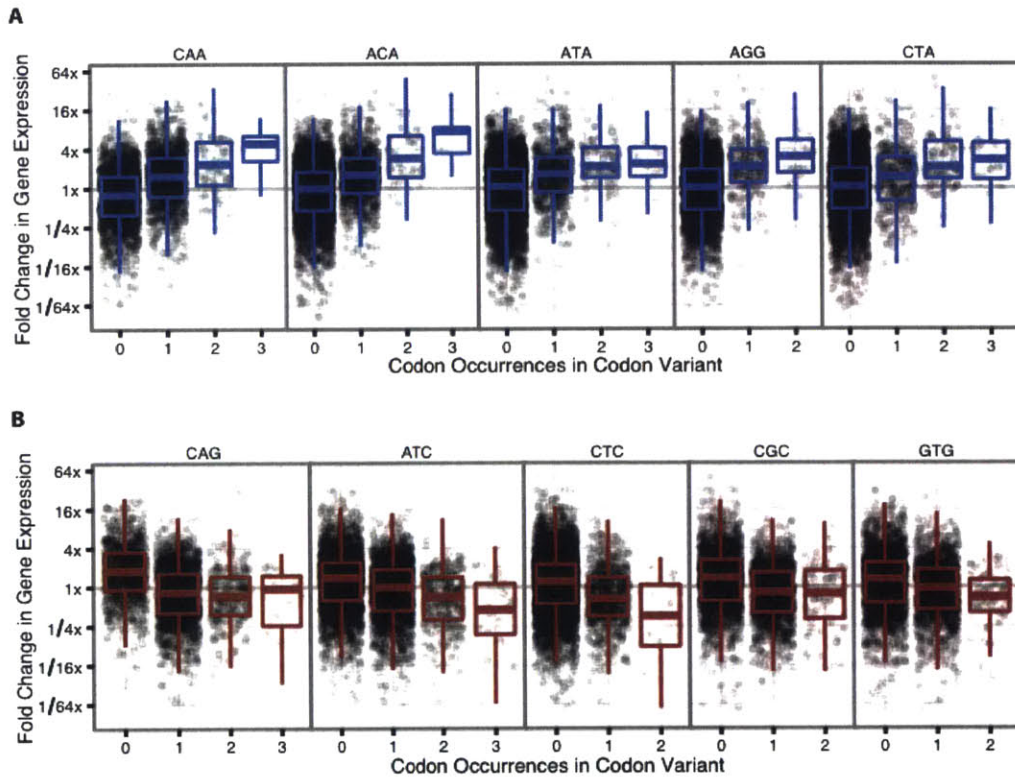 A
CAA ACA ATA AGG CTA
Fold Change in Gene Expression
64x
16x
4x
1x
1/4x
1/16x
1/64x
0 1 2 3 0 1 2 3 0 1 2 3 0 1 2 0 1 2 3
Codon Occurrences in Codon Variant
B
CAG ATC CTC CGC GTG
Fold Change in Gene Expression
64x
16x
4x
1x
1/4x
1/16x
1/64x
0 1 2 3 0 1 2 3 0 1 2 0 1 2 0 1 2
Codon Occurrences in Codon Variant